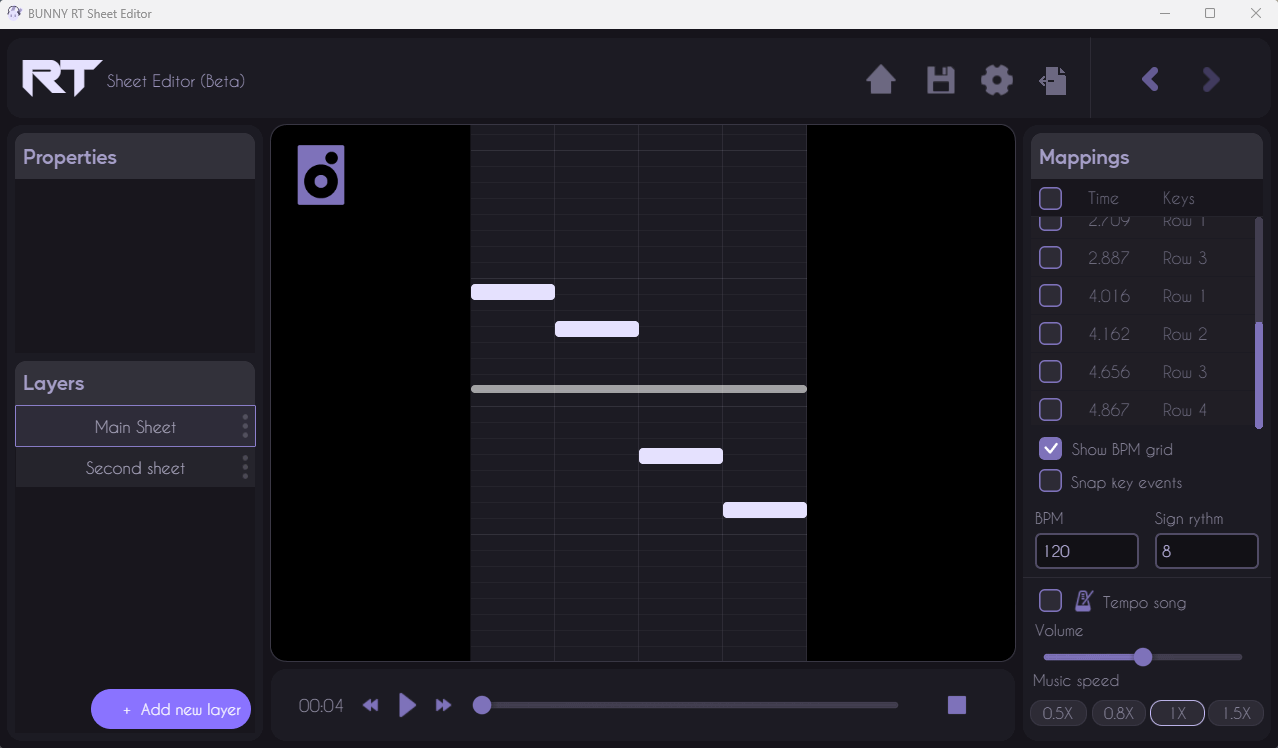 BUNNY RT Sheet Editor
RT Sheet Editor (Beta)
Properties
Layers
Main Sheet
Second sheet
+ Add new layer
00:04
Mappings
Time Keys
2.709 Row 1
2.887 Row 3
4.016 Row 1
4.162 Row 2
4.656 Row 3
4.867 Row 4
Show BPM grid
Snap key events
BPM Sign rythm
120 8
Tempo song
Volume
Music speed
0.5X 0.8X 1X 1.5X